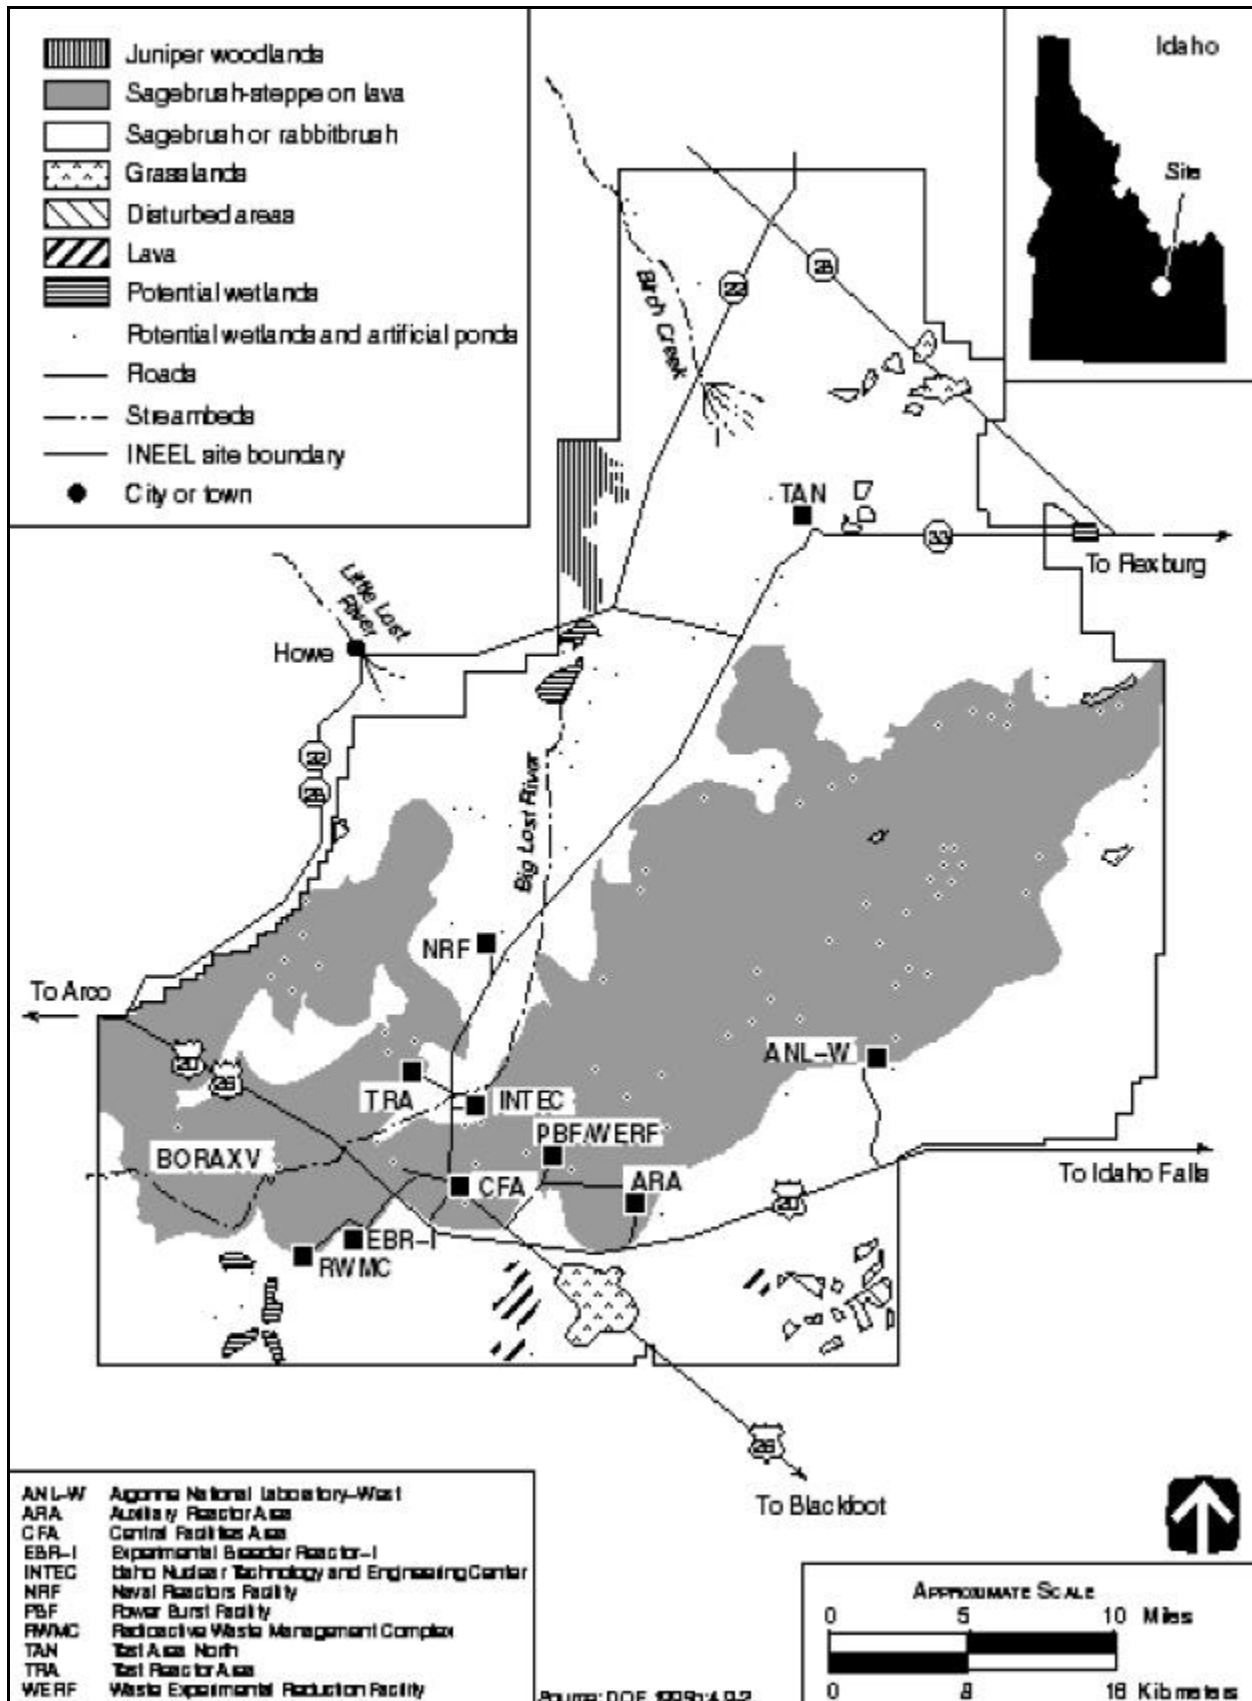 Juniper woodlands
Sagebrush-steppe on lava
Sagebrush or rabbitbrush
Grasslands
Disturbed areas
Lava
Potential wetlands
Potential wetlands and artificial ponds
Roads
Streambeds
INEEL site boundary
City or town
Idaho
Site
22
28
Birch Creek
TAN
33
To Rexburg
Little Lost
River
Howe
22
Big Lost River
NRF
To Arco
20
26
TRA
INTEC
ANL-W
PBF/WERF
BORAX V
CFA
ARA
To Idaho Falls
20
EBR-I
RWMC
26
To Blackfoot
ANL-W Argonne National Laboratory-West
ARA Auxiliary Reactor Area
CFA Central Facilities Area
EBR-I Experimental Breeder Reactor-I
INTEC Idaho Nuclear Technology and Engineering Center
NRF Naval Reactors Facility
PBF Power Burst Facility
RWMC Radioactive Waste Management Complex
TAN Test Area North
TRA Test Reactor Area
WERF Waste Experimental Reduction Facility
APPROXIMATE SCALE
0 5 10 Miles
0 8 16 Kilometers
Source: DOE